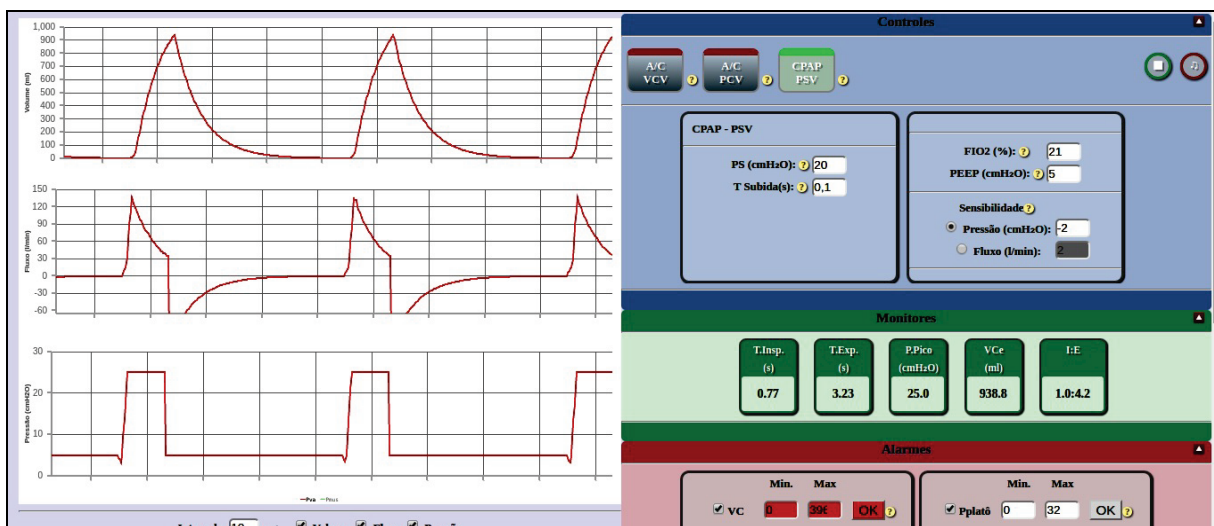 1,000
900
800
700
600
500
400
300
200
100
0
Volume (ml)
150
120
90
60
30
0
-30
-60
Fluxo (l/min)
30
20
10
0
Pressão (cmH2O)
Pva
Controles
A/C VCV ?
A/C PCV ?
CPAP PSV ?
CPAP - PSV
PS (cmH₂O): ? 20
T Subida(s): ? 0,1
FIO2 (%): ? 21
PEEP (cmH₂O): ? 5
Sensibilidade ?
Pressão (cmH₂O): -2
Fluxo (l/min): 2
Monitores
T.Insp. (s) 0.77
T.Exp. (s) 3.23
P.Pico (cmH₂O) 25.0
VCe (ml) 938.8
I:E 1.0:4.2
Alarmes
Min. Max
VC 0 396 OK ?
Min. Max
Pplatô 0 32 OK ?